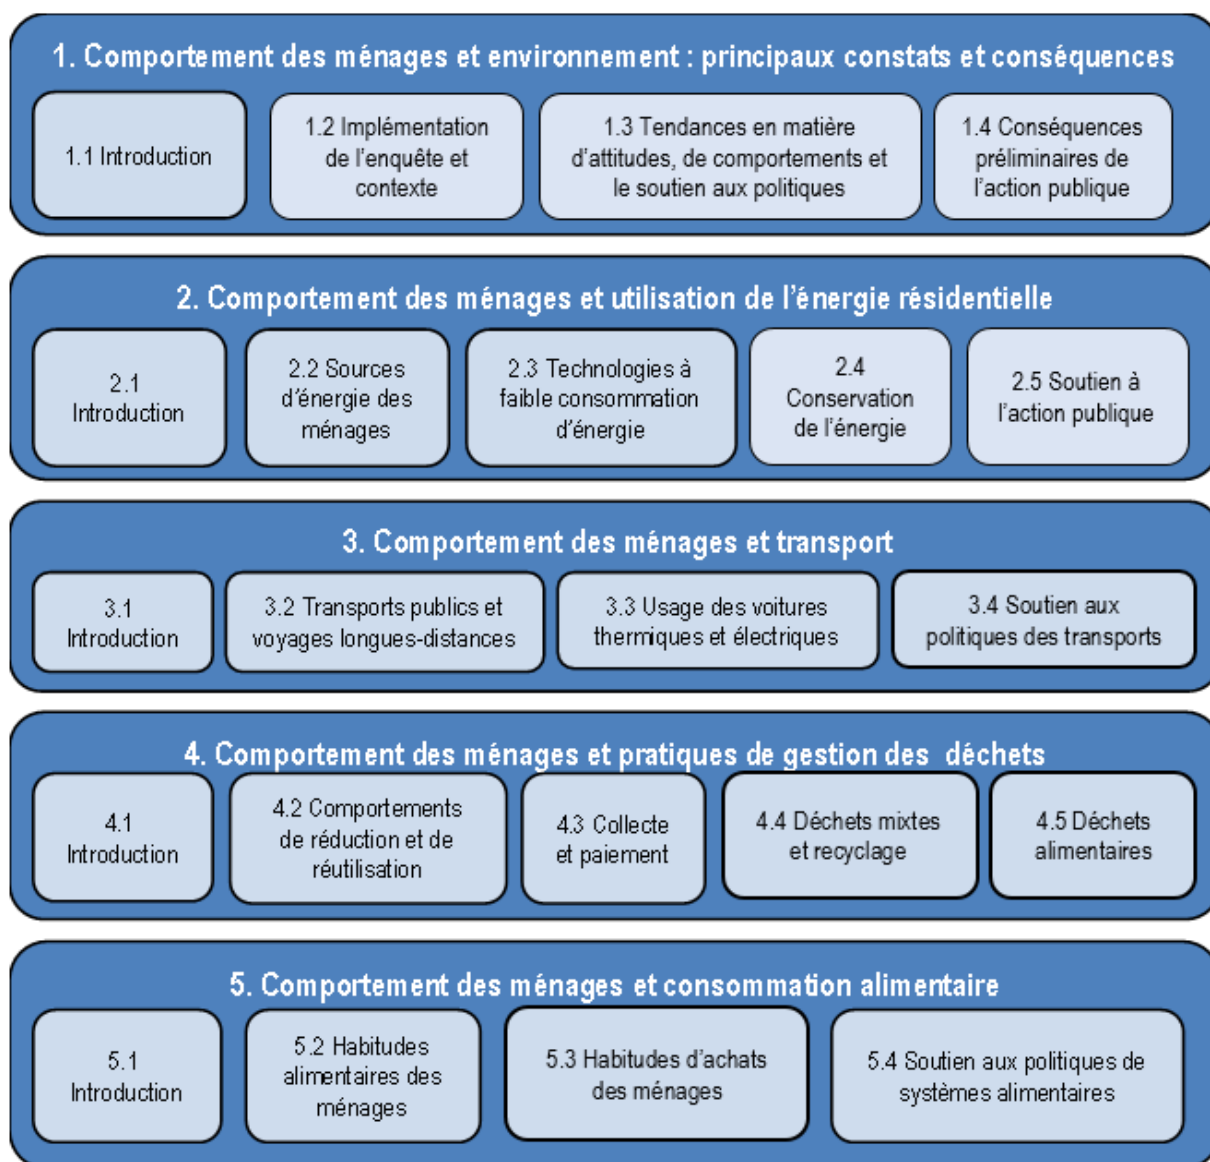 1. Comportement des ménages et environnement : principaux constats et conséquences
1.1 Introduction
1.2 Implémentation
de l'enquête et
contexte
1.3 Tendances en matière
d'attitudes, de comportements et
le soutien aux politiques
1.4 Conséquences
préliminaires de
l'action publique
2. Comportement des ménages et utilisation de l'énergie résidentielle
2.1
Introduction
2.2 Sources
d'énergie des
ménages
2.3 Technologies à
faible consommation
d'énergie
2.4
Conservation
de l'énergie
2.5 Soutien à
l'action publique
3. Comportement des ménages et transport
3.1
Introduction
3.2 Transports publics et
voyages longues-distances
3.3 Usage des voitures
thermiques et électriques
3.4 Soutien aux
politiques des transports
4. Comportement des ménages et pratiques de gestion des déchets
4.1
Introduction
4.2 Comportements
de réduction et de
réutilisation
4.3 Collecte
et paiement
4.4 Déchets mixtes
et recyclage
4.5 Déchets
alimentaires
5. Comportement des ménages et consommation alimentaire
5.1
Introduction
5.2 Habitudes
alimentaires des
ménages
5.3 Habitudes d'achats
des ménages
5.4 Soutien aux politiques de
systèmes alimentaires